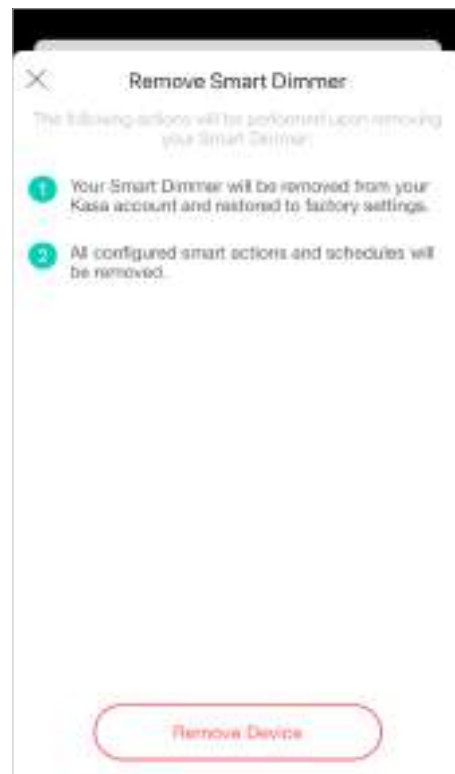 Remove Smart Dimmer
The following actions will be performed upon removing
your Smart Dimmer:
1 Your Smart Dimmer will be removed from your
Kasa account and restored to factory settings.
2 All configured smart actions and schedules will
be removed.
Remove Device